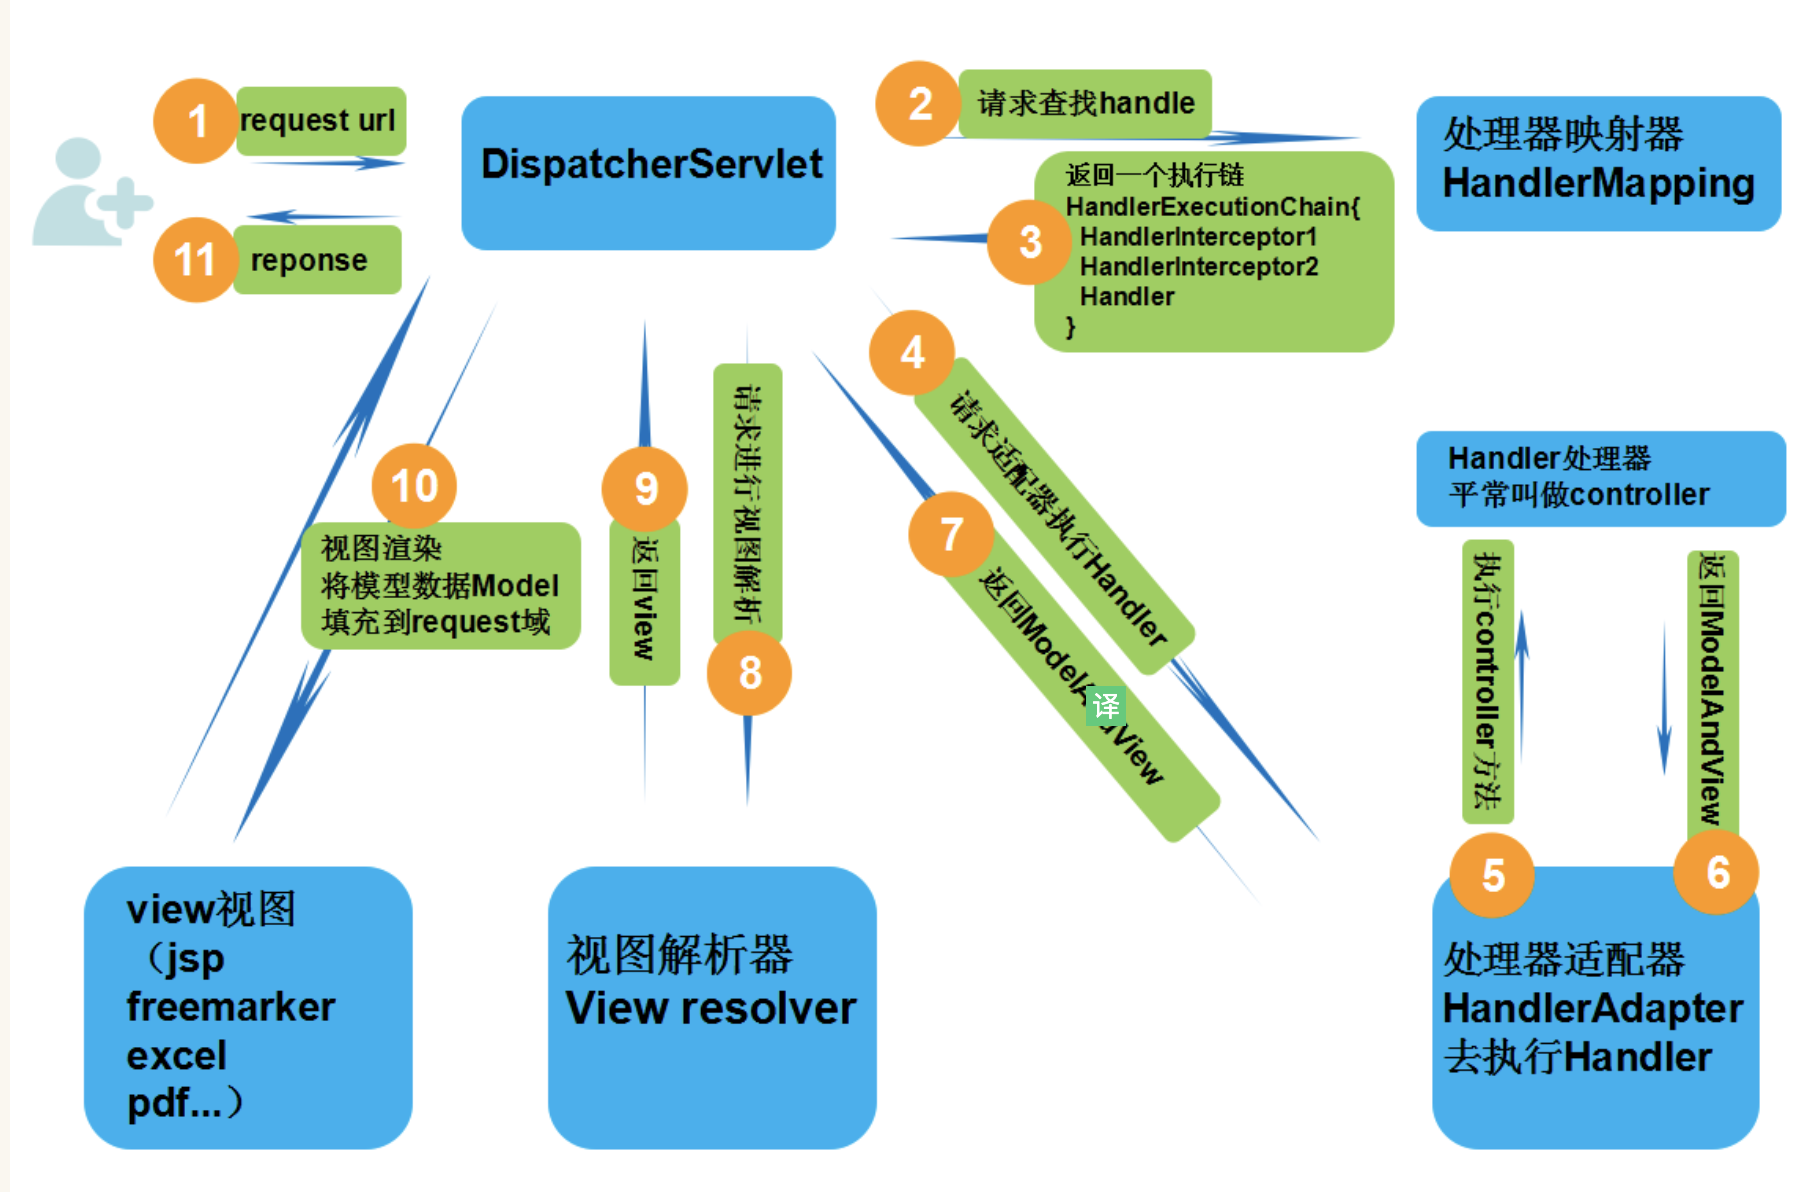 1
request url
DispatcherServlet
2
请求查找handle
处理器映射器
HandlerMapping
11
reponse
3
返回一个执行链
HandlerExecutionChain{
HandlerInterceptor1
HandlerInterceptor2
Handler
}
4
请求适配器执行Handler
Handler处理器
平常叫做controller
5
执行controller方法
6
返回ModelAndView
7
返回ModelAndView
译
8
请求进行视图解析
9
返回view
10
视图渲染
将模型数据Model
填充到request域
view视图
（jsp
freemarker
excel
pdf...）
视图解析器
View resolver
处理器适配器
HandlerAdapter
去执行Handler